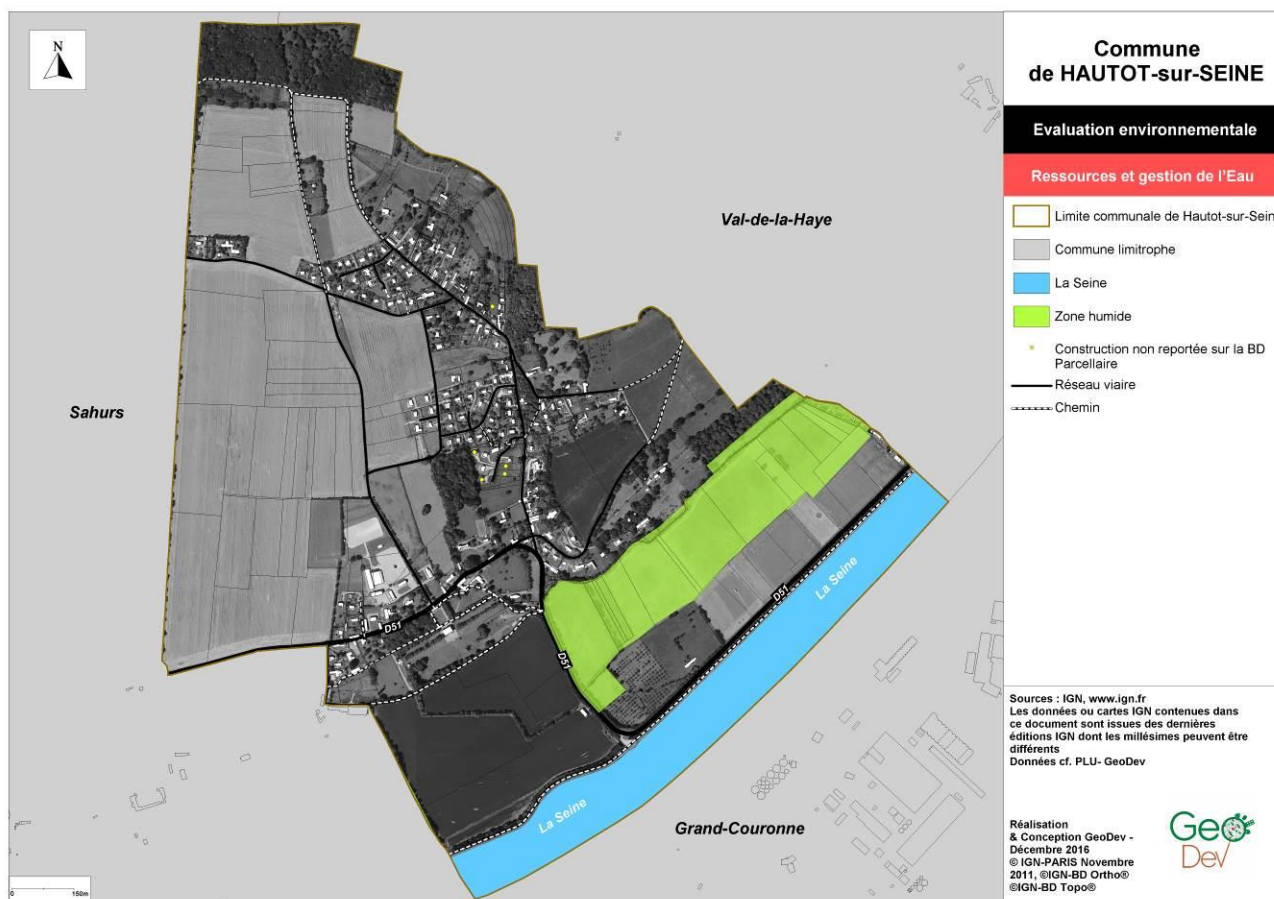 N
Val-de-la-Haye
Sahurs
Grand-Couronne
La Seine
La Seine
D51
D51
D51
0 150m
Commune
de HAUTOT-sur-SEINE
Evaluation environnementale
Ressources et gestion de l'Eau
Limite communale de Hautot-sur-Sein
Commune limitrophe
La Seine
Zone humide
Construction non reportée sur la BD
Parcellaire
Réseau viaire
Chemin
Sources : IGN, www.ign.fr
Les données ou cartes IGN contenues dans
ce document sont issues des dernières
éditions IGN dont les millésimes peuvent être
différents
Données cf. PLU- GeoDev
Réalisation
& Conception GeoDev -
Décembre 2016
© IGN-PARIS Novembre
2011, ©IGN-BD Ortho®
©IGN-BD Topo®
Geo
Dev